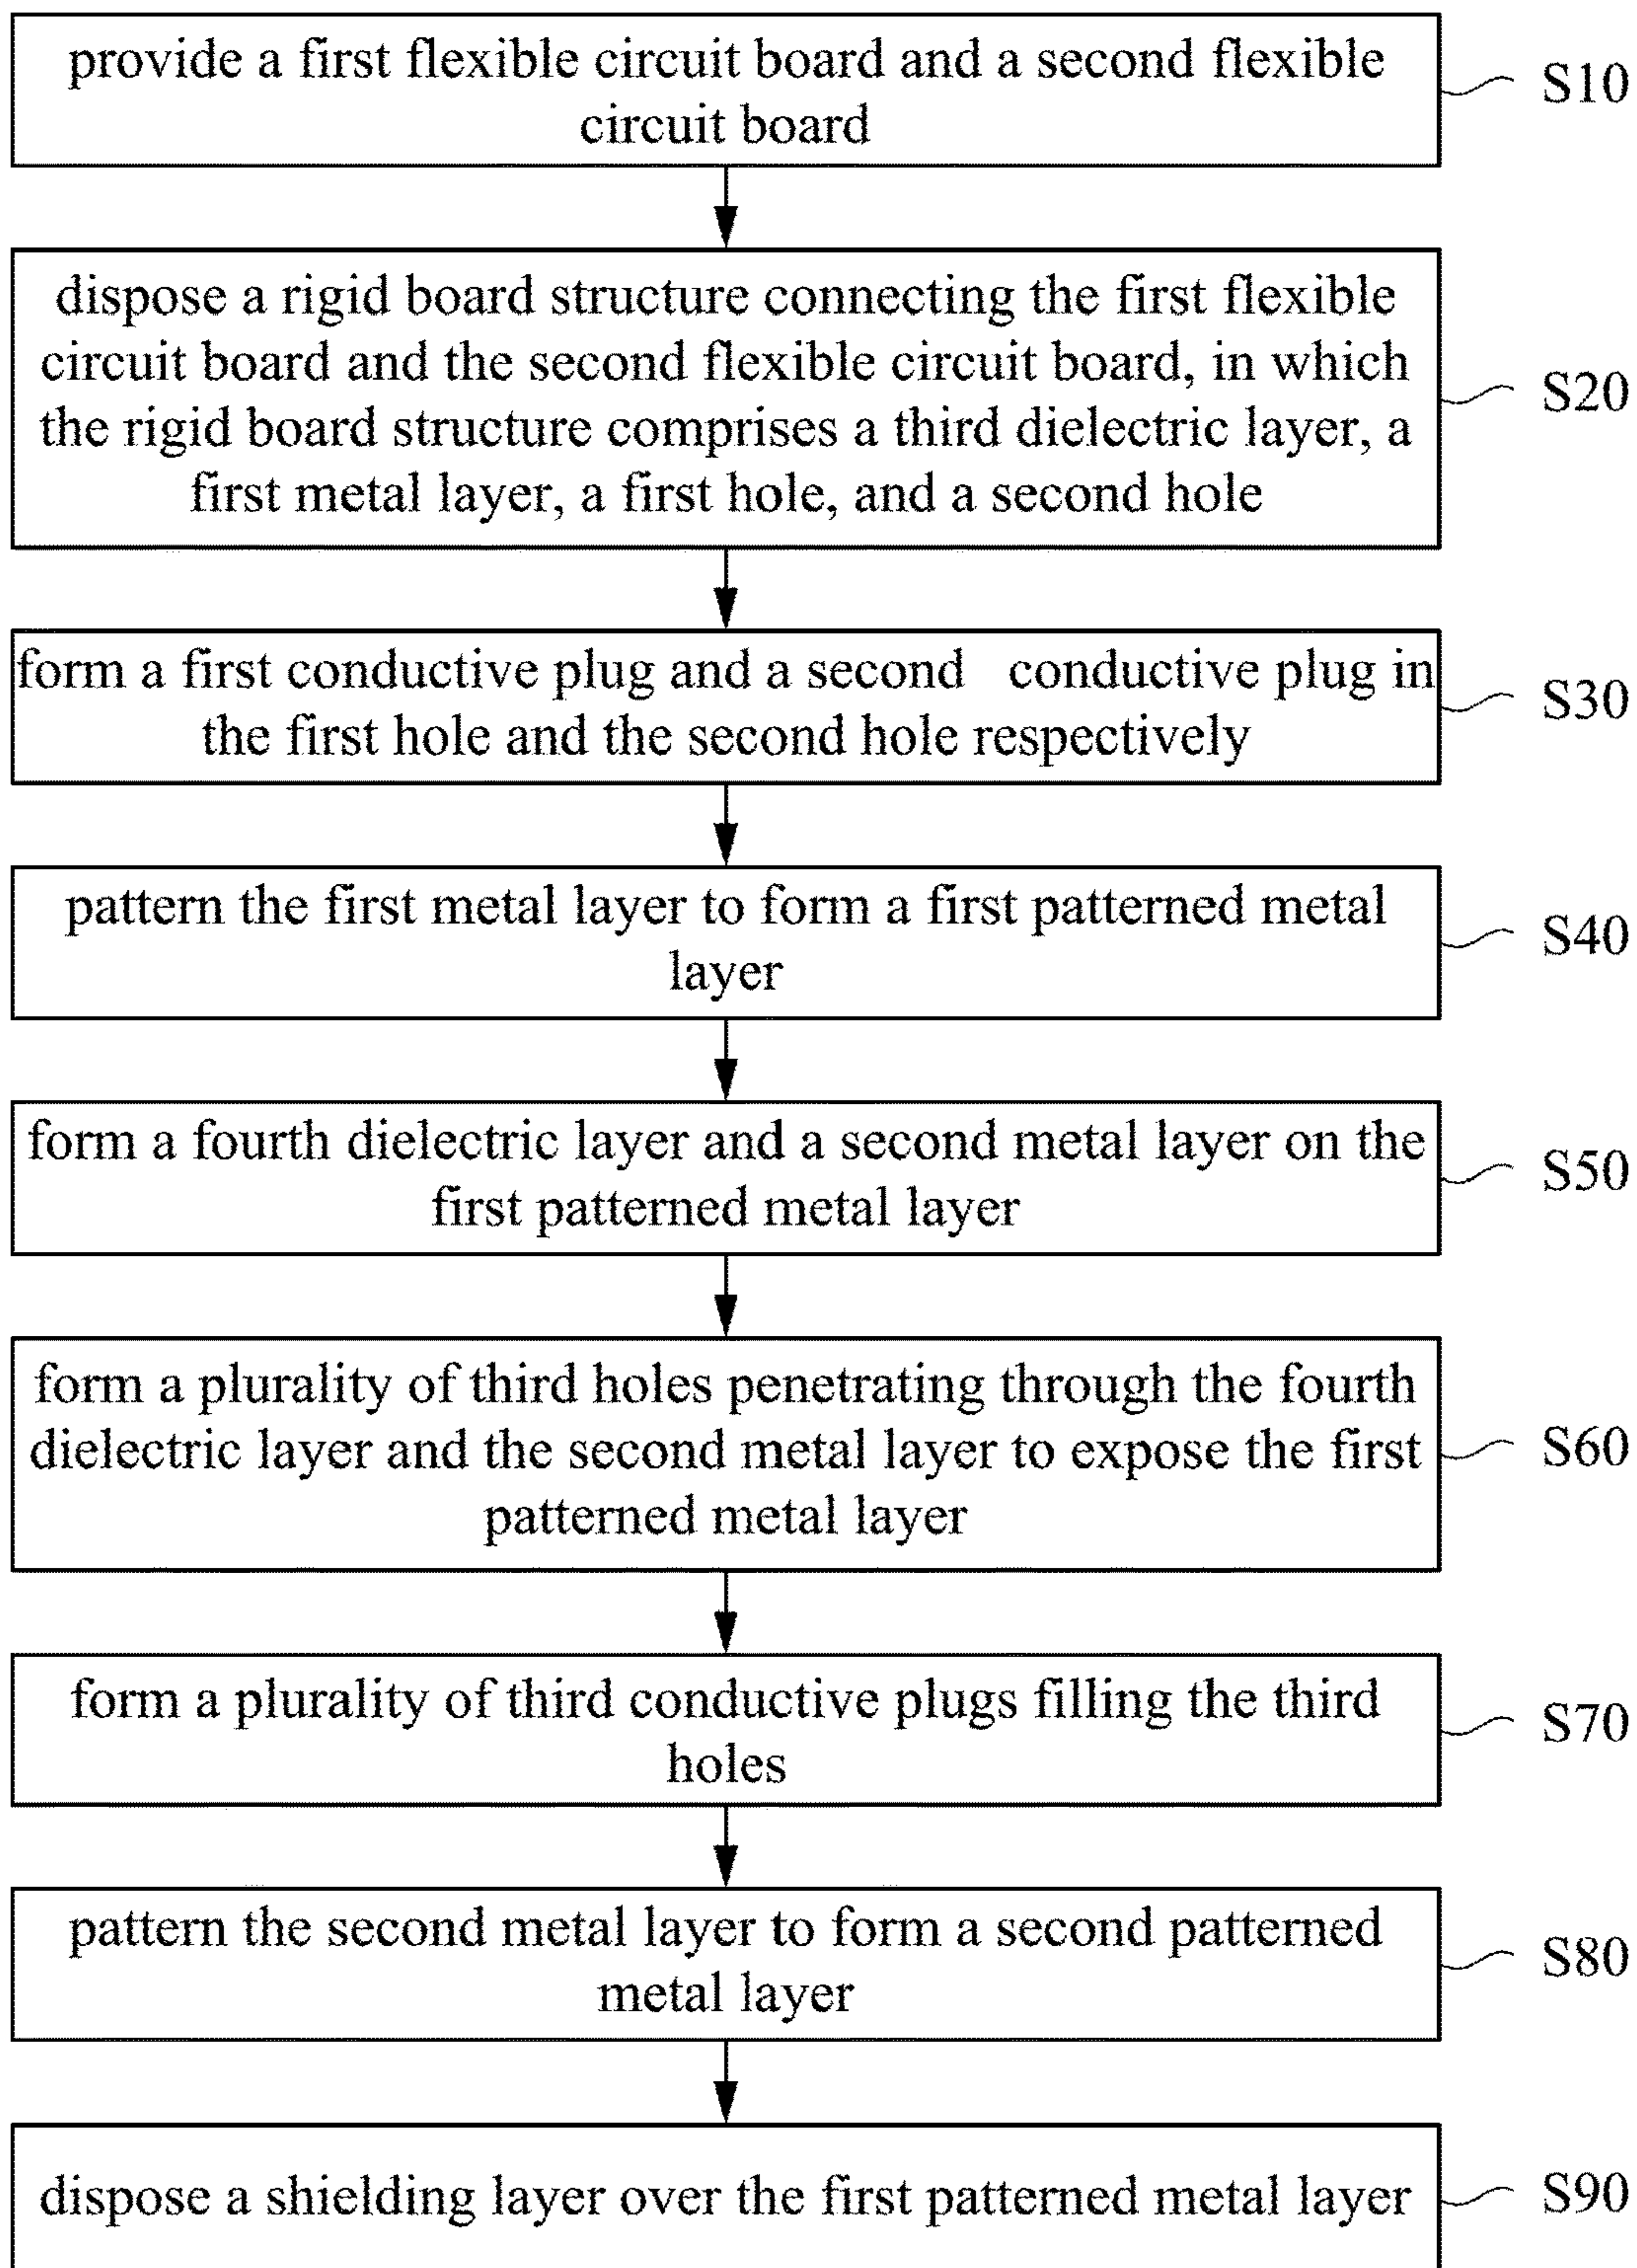 provide a first flexible circuit board and a second flexible
circuit board
S10
dispose a rigid board structure connecting the first flexible
circuit board and the second flexible circuit board, in which
the rigid board structure comprises a third dielectric layer, a
first metal layer, a first hole, and a second hole
S20
form a first conductive plug and a second conductive plug in
the first hole and the second hole respectively
S30
pattern the first metal layer to form a first patterned metal
layer
S40
form a fourth dielectric layer and a second metal layer on the
first patterned metal layer
S50
form a plurality of third holes penetrating through the fourth
dielectric layer and the second metal layer to expose the first
patterned metal layer
S60
form a plurality of third conductive plugs filling the third
holes
S70
pattern the second metal layer to form a second patterned
metal layer
S80
dispose a shielding layer over the first patterned metal layer
S90